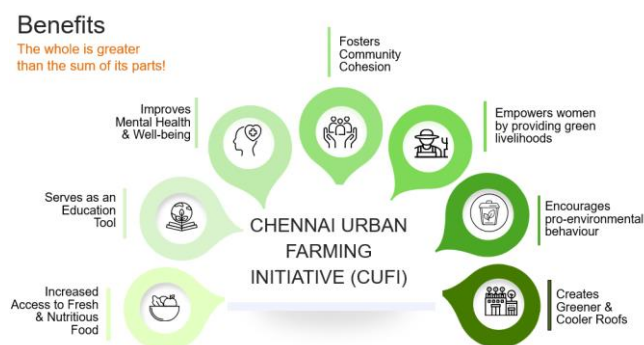 Benefits
The whole is greater
than the sum of its parts!
Fosters
Community
Cohesion
Improves
Mental Health
& Well-being
Empowers women
by providing green
livelihoods
Serves as an
Education
Tool
Encourages
pro-environmental
behaviour
Increased
Access to Fresh
& Nutritious
Food
Creates
Greener &
Cooler Roofs
CHENNAI URBAN
FARMING
INITIATIVE (CUFI)